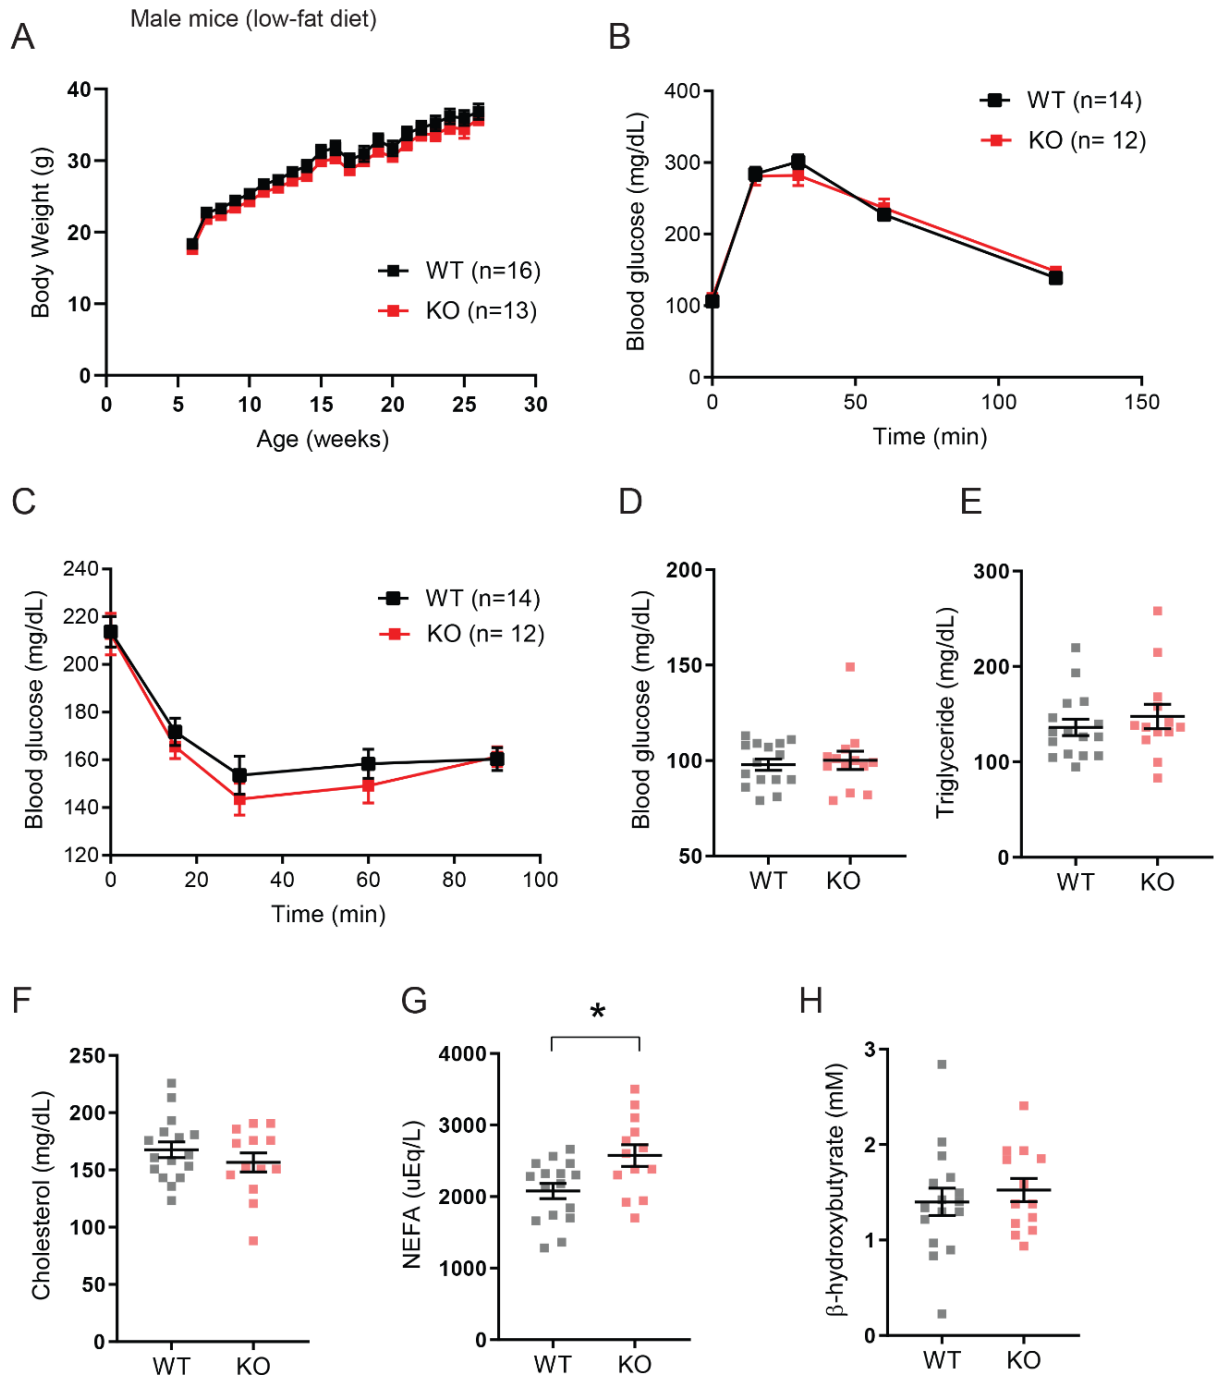 Male mice (low-fat diet)
A
B
40
30
20
10
0
Body Weight (g)
WT (n=16)
KO (n=13)
0 5 10 15 20 25 30
Age (weeks)
400
300
200
100
0
Blood glucose (mg/dL)
WT (n=14)
KO (n= 12)
0 50 100 150
Time (min)
C
D
E
240
220
200
180
160
140
120
Blood glucose (mg/dL)
WT (n=14)
KO (n= 12)
0 20 40 60 80 100
Time (min)
200
150
100
50
Blood glucose (mg/dL)
WT KO
300
200
100
0
Triglyceride (mg/dL)
WT KO
F
G
H
250
200
150
100
50
0
Cholesterol (mg/dL)
WT KO
*
4000
3000
2000
1000
0
NEFA (uEq/L)
WT KO
3
2
1
0
β-hydroxybutyrate (mM)
WT KO